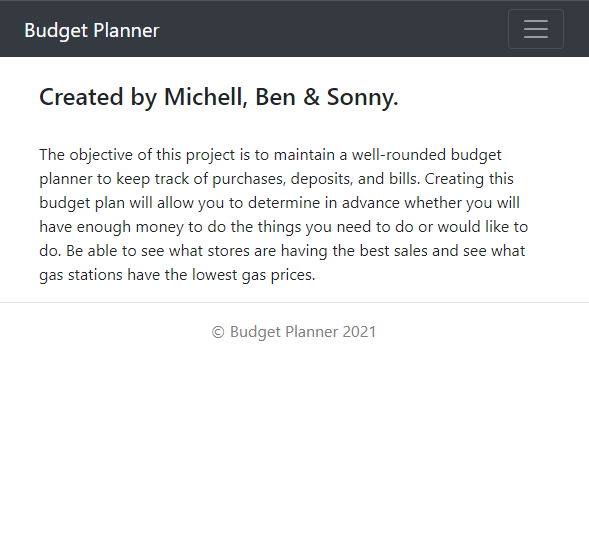 Budget Planner
Created by Michell, Ben & Sonny.
The objective of this project is to maintain a well-rounded budget
planner to keep track of purchases, deposits, and bills. Creating this
budget plan will allow you to determine in advance whether you will
have enough money to do the things you need to do or would like to
do. Be able to see what stores are having the best sales and see what
gas stations have the lowest gas prices.
© Budget Planner 2021